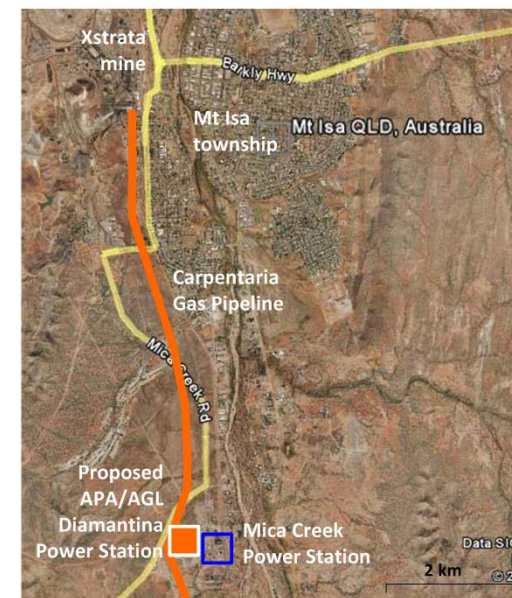 Xstrata
mine
Barkly Hwy
Mt Isa
township
Mt Isa QLD, Australia
Carpentaria
Gas Pipeline
Mica Creek Rd
Proposed
APA/AGL
Diamantina
Power Station
Mica Creek
Power Station
Data SIO
2 km
© 2